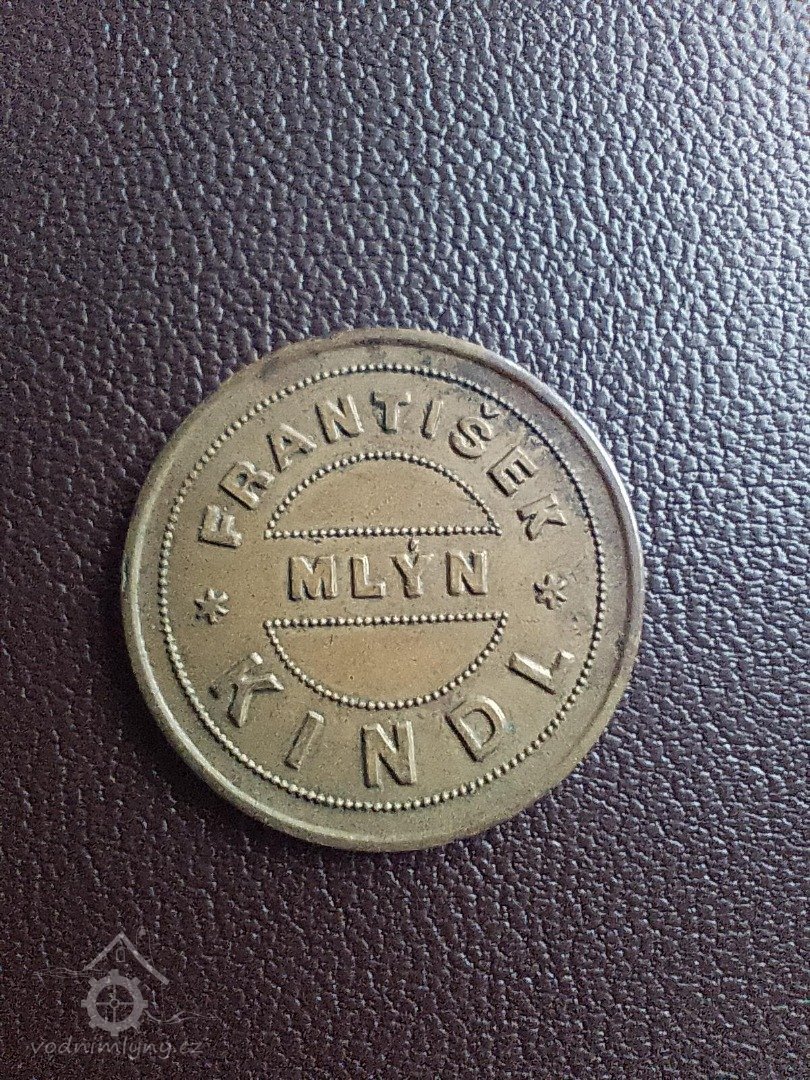 FRANTIŠEK
* MLÝN *
KINDL
vodnimlyny.cz